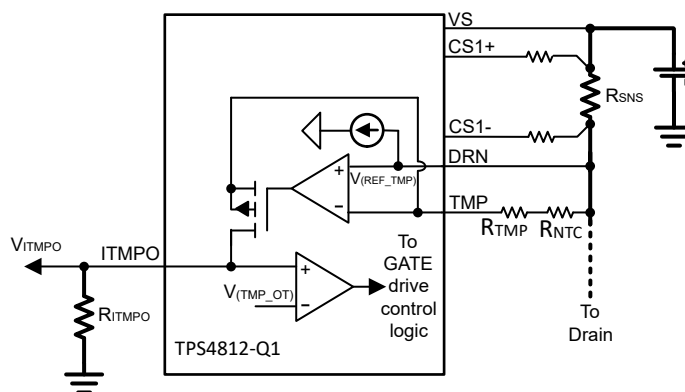 VS
CS1+
RSNS
CS1-
DRN
+
V(REF_TMP)
-
TMP
RTMP
RNTC
VITMPO
ITMPO
RITMPO
+
V(TMP_OT)
-
To
GATE
drive
control
logic
To
Drain
TPS4812-Q1